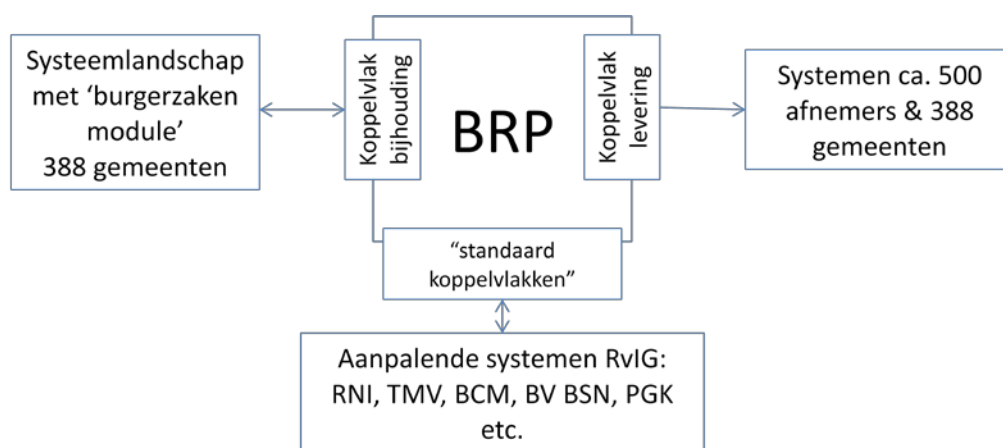 Systeemlandschap
met ‘burgerzaken
module’
388 gemeenten
Koppelvlak
bijhouding
BRP
Koppelvlak
levering
Systemen ca. 500
afnemers & 388
gemeenten
“standaard
koppelvlakken”
Aanpalende systemen RvIG:
RNI, TMV, BCM, BV BSN, PGK
etc.